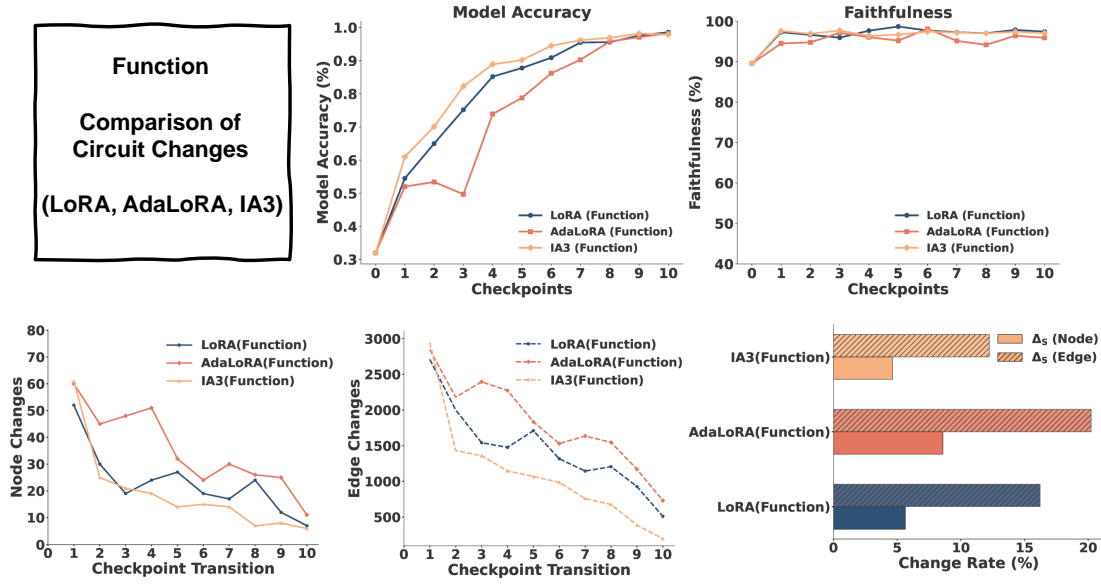 Function
Comparison of
Circuit Changes
(LoRA, AdaLoRA, IA3)
Model Accuracy
Model Accuracy (%)
1.0
0.9
0.8
0.7
0.6
0.5
0.4
0.3
LoRA (Function)
AdaLoRA (Function)
IA3 (Function)
0 1 2 3 4 5 6 7 8 9 10
Checkpoints
Faithfulness
Faithfulness (%)
100
90
80
70
60
50
40
LoRA (Function)
AdaLoRA (Function)
IA3 (Function)
0 1 2 3 4 5 6 7 8 9 10
Checkpoints
Node Changes
80
70
60
50
40
30
20
10
0
LoRA(Function)
AdaLoRA(Function)
IA3(Function)
0 1 2 3 4 5 6 7 8 9 10
Checkpoint Transition
Edge Changes
3000
2500
2000
1500
1000
500
LoRA(Function)
AdaLoRA(Function)
IA3(Function)
0 1 2 3 4 5 6 7 8 9 10
Checkpoint Transition
IA3(Function)
AdaLoRA(Function)
LoRA(Function)
ΔS (Node)
ΔS (Edge)
0 5 10 15 20
Change Rate (%)